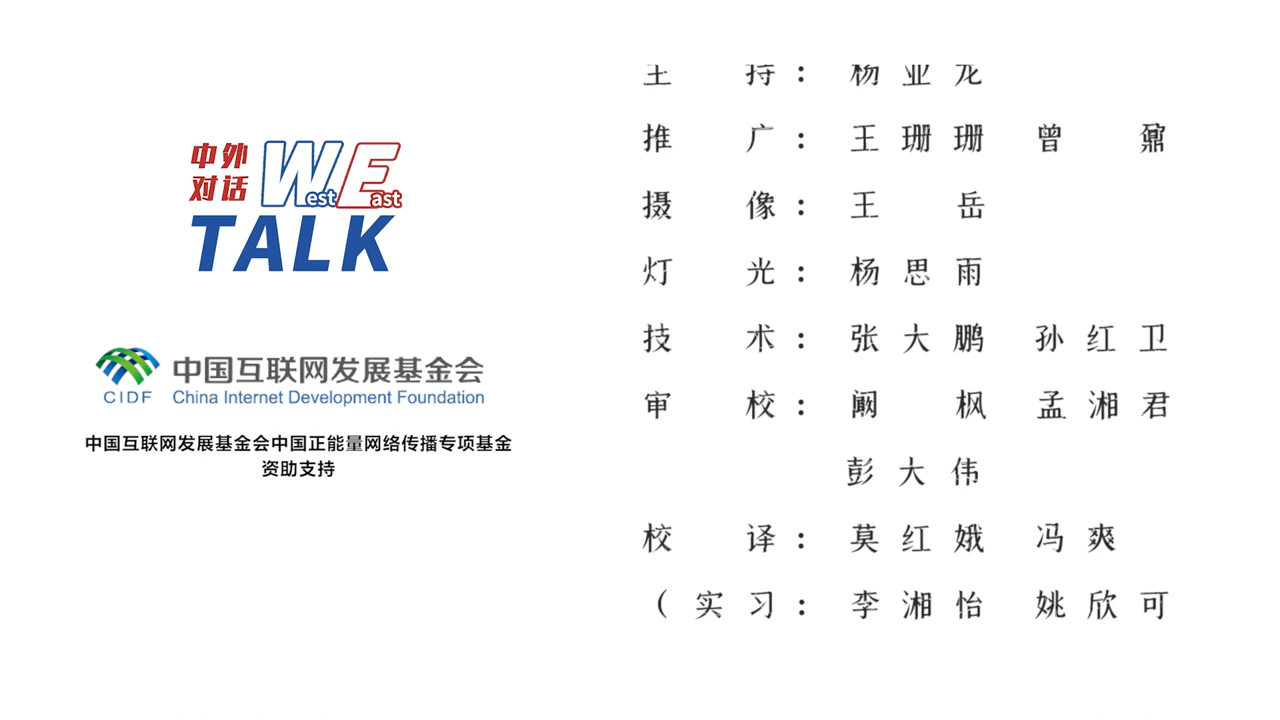 中外 WE
对话 est ast
TALK
中国互联网发展基金会
CIDF China Internet Development Foundation
中国互联网发展基金会中国正能量网络传播专项基金
资助支持
主 持： 杨亚龙
推 广： 王珊珊 曾 鼐
摄 像： 王 岳
灯 光： 杨思雨
技 术： 张大鹏 孙红卫
审 校： 阚 枫 孟湘君
彭大伟
校 译： 莫红娥 冯爽
（实习： 李湘怡 姚欣可